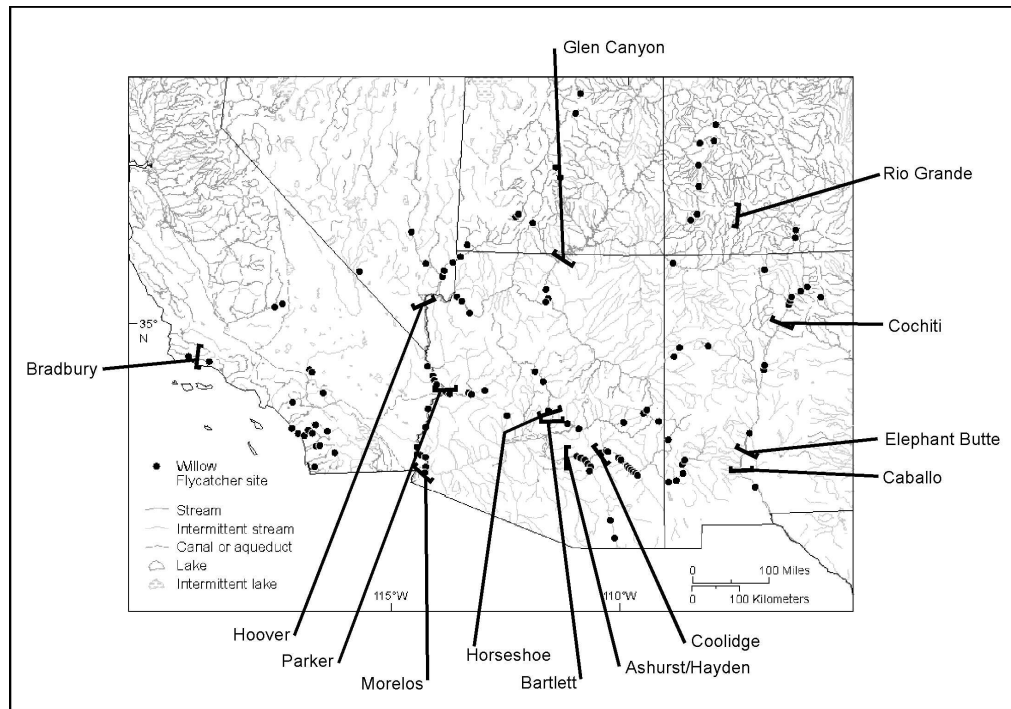 Glen Canyon
Rio Grande
Cochiti
35°
N
Bradbury
Elephant Butte
Caballo
Willow
Flycatcher site
Stream
Intermittent stream
Canal or aqueduct
Lake
Intermittent lake
0 100 Miles
0 100 Kilometers
115°W
110°W
Hoover
Parker
Morelos
Horseshoe
Bartlett
Ashurst/Hayden
Coolidge